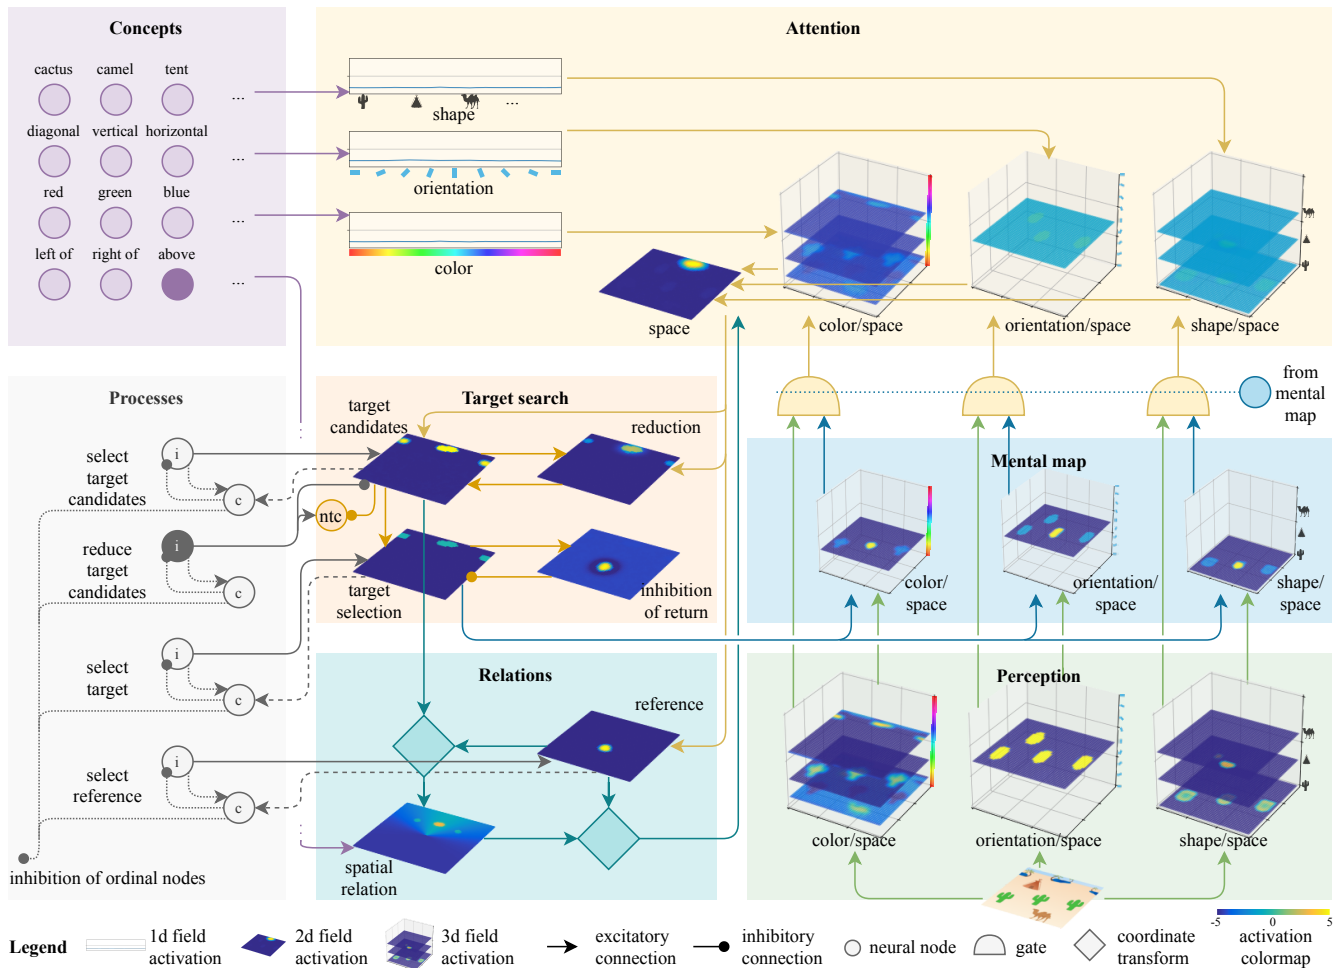 Concepts
cactus camel tent
...
diagonal vertical horizontal
...
red green blue
...
left of right of above
...
Attention
shape
...
orientation
color
space
color/space
orientation/space
shape/space
from
mental
map
Processes
select
target
candidates
i
c
reduce
target
candidates
i
c
select
target
i
c
select
reference
i
c
inhibition of ordinal nodes
Target search
target
candidates
reduction
ntc
target
selection
inhibition
of return
Mental map
color/
space
orientation/
space
shape/
space
Relations
reference
spatial
relation
Perception
color/space
orientation/space
shape/space
Legend
1d field
activation
2d field
activation
3d field
activation
excitatory
connection
inhibitory
connection
neural node
gate
coordinate
transform
-5 0 5
activation
colormap